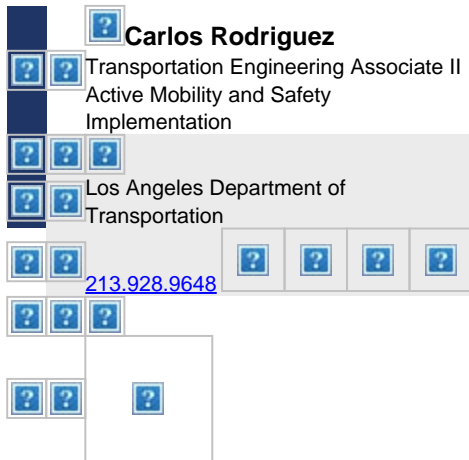 Carlos Rodriguez
Transportation Engineering Associate II
Active Mobility and Safety
Implementation
Los Angeles Department of
Transportation
213.928.9648